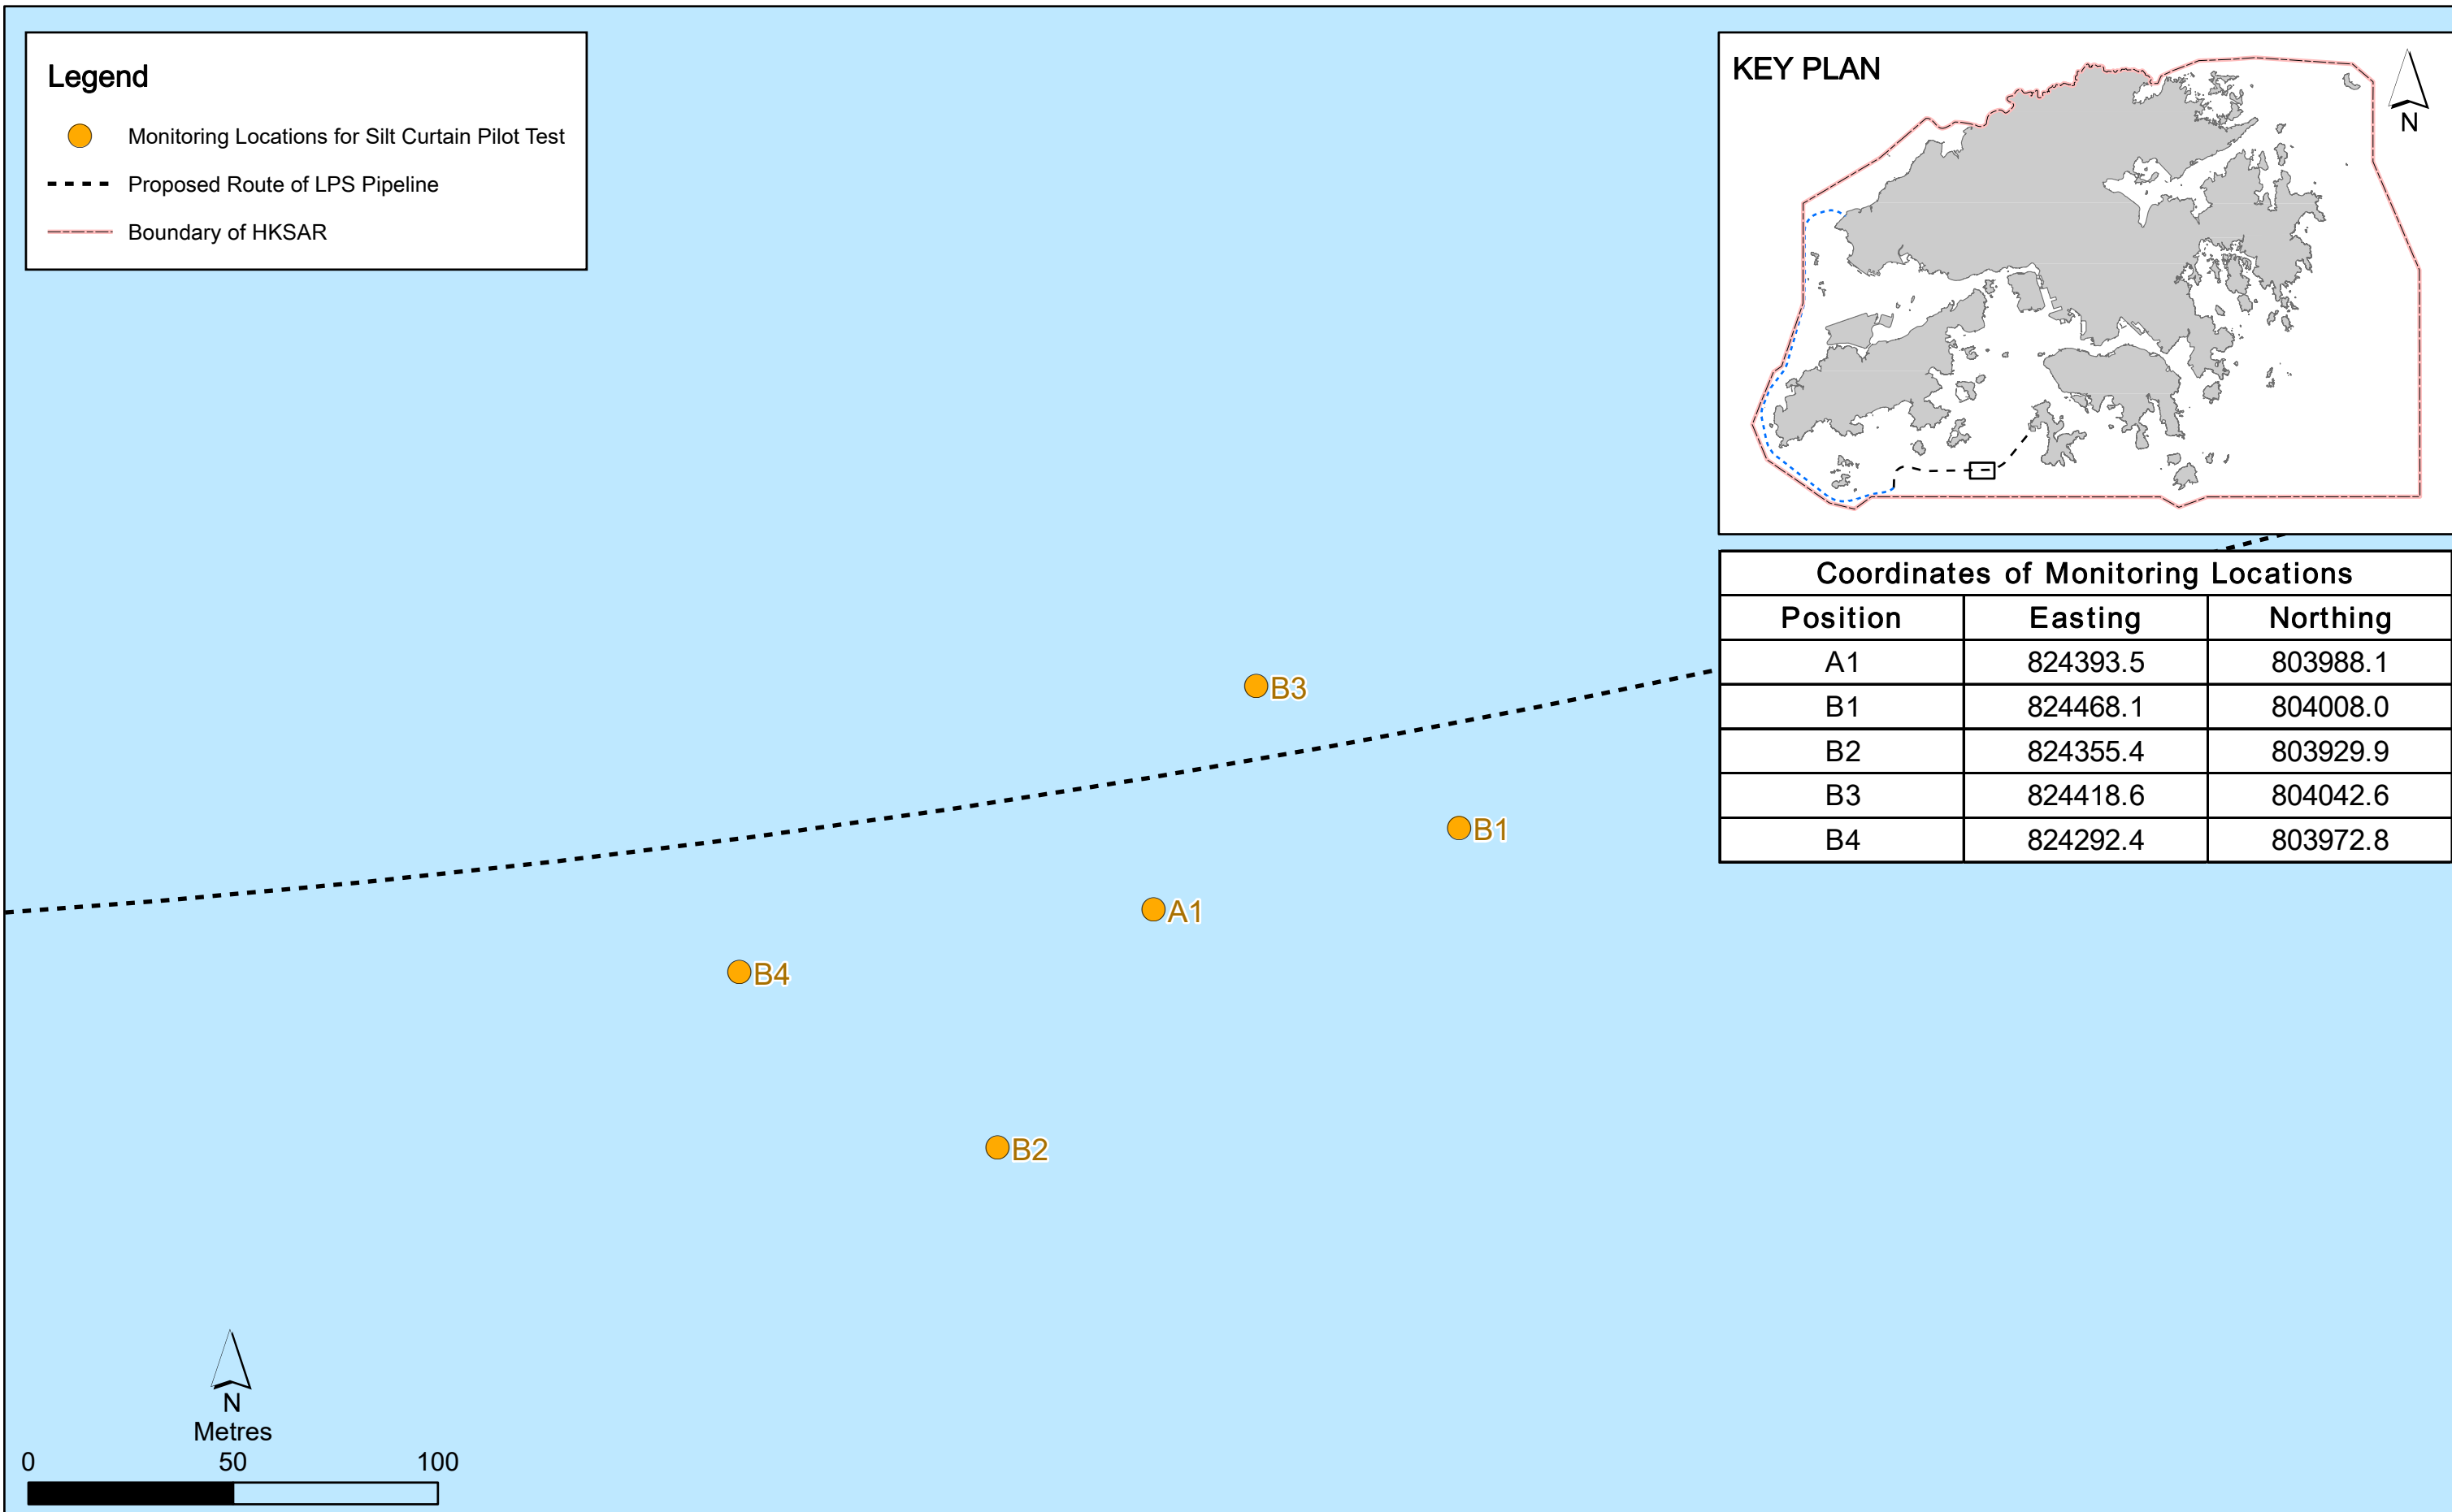 Legend
Monitoring Locations for Silt Curtain Pilot Test
Proposed Route of LPS Pipeline
Boundary of HKSAR
KEY PLAN
N
Coordinates of Monitoring Locations
Position Easting Northing
A1 824393.5 803988.1
B1 824468.1 804008.0
B2 824355.4 803929.9
B3 824418.6 804042.6
B4 824292.4 803972.8
B3
B1
A1
B4
B2
N
Metres
0 50 100